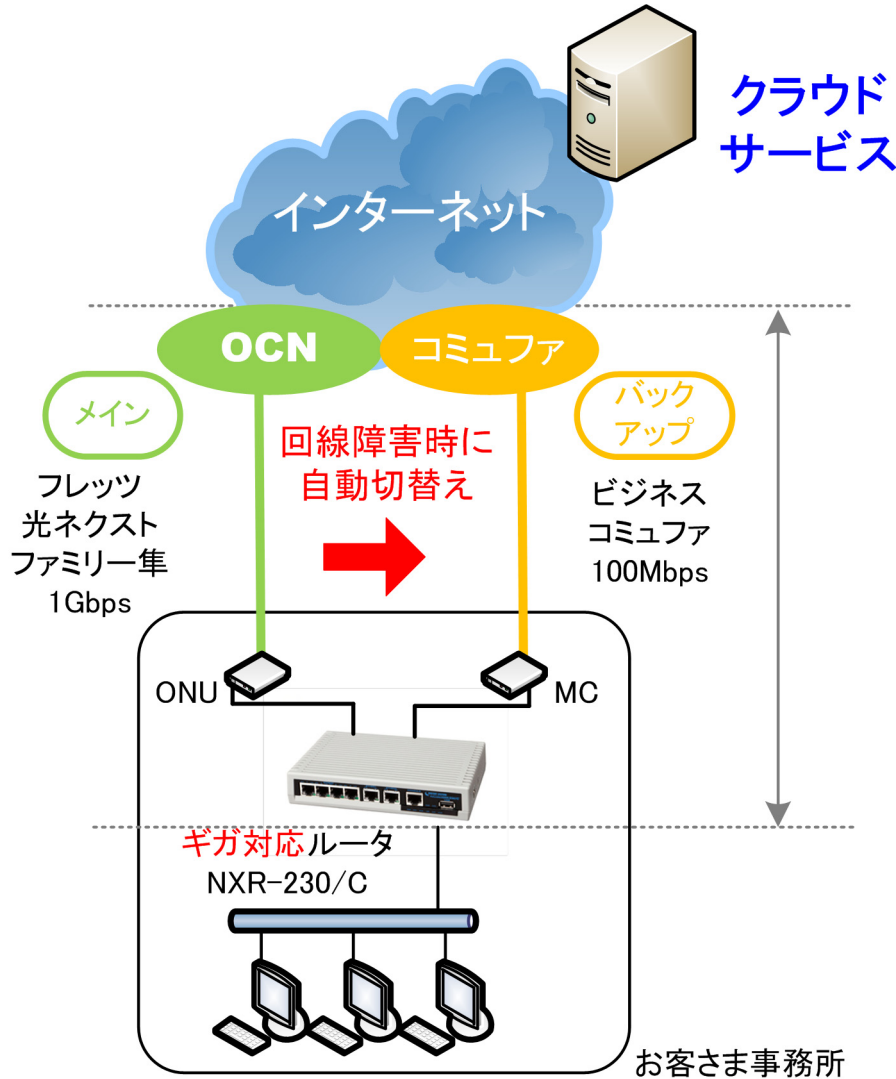 クラウド
サービス
インターネット
OCN
コミュファ
メイン
バック
アップ
回線障害時に
自動切替え
フレッツ
光ネクスト
ファミリー隼
1Gbps
ビジネス
コミュファ
100Mbps
ONU
MC
ギガ対応ルータ
NXR-230/C
お客さま事務所